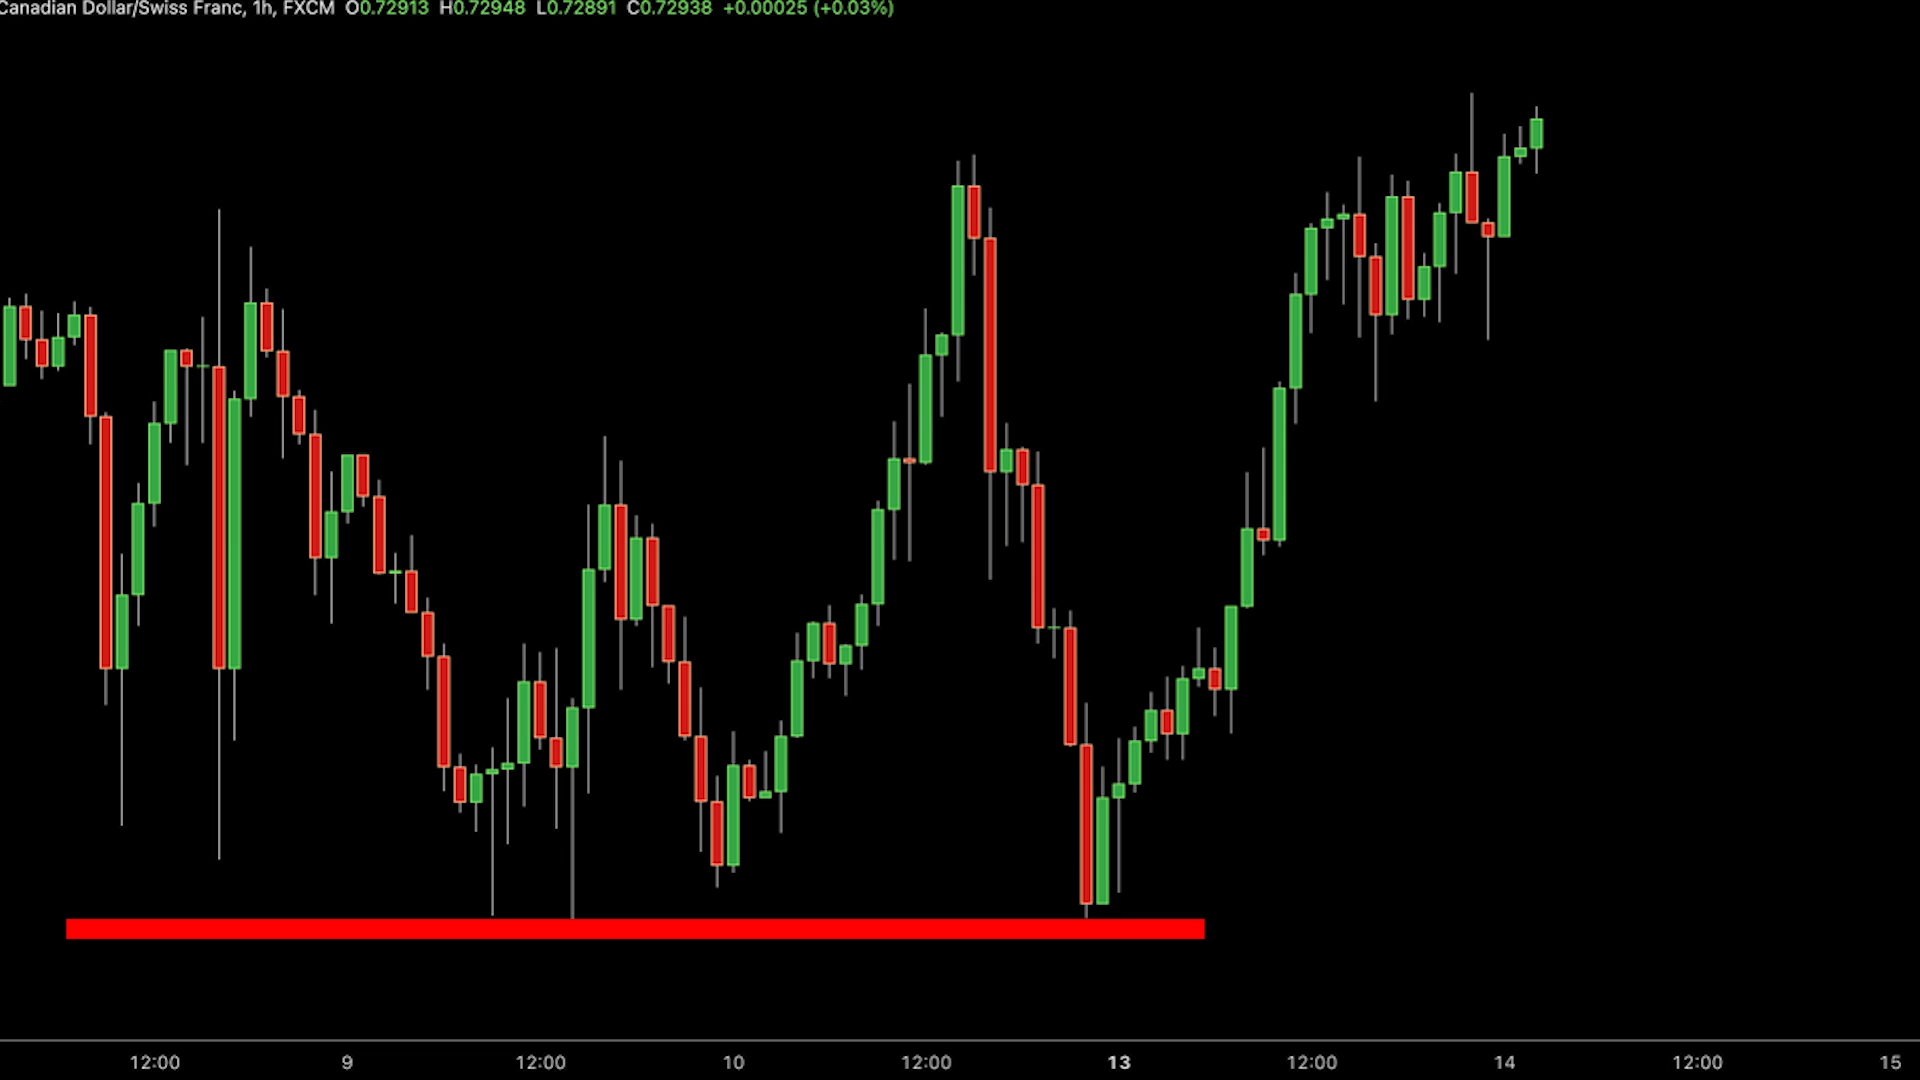 Canadian Dollar/Swiss Franc, 1h, FXCM O0.72913 H0.72948 L0.72891 C0.72938 +0.00025 (+0.03%)
12:00 9 12:00 10 12:00 13 12:00 14 12:00 15